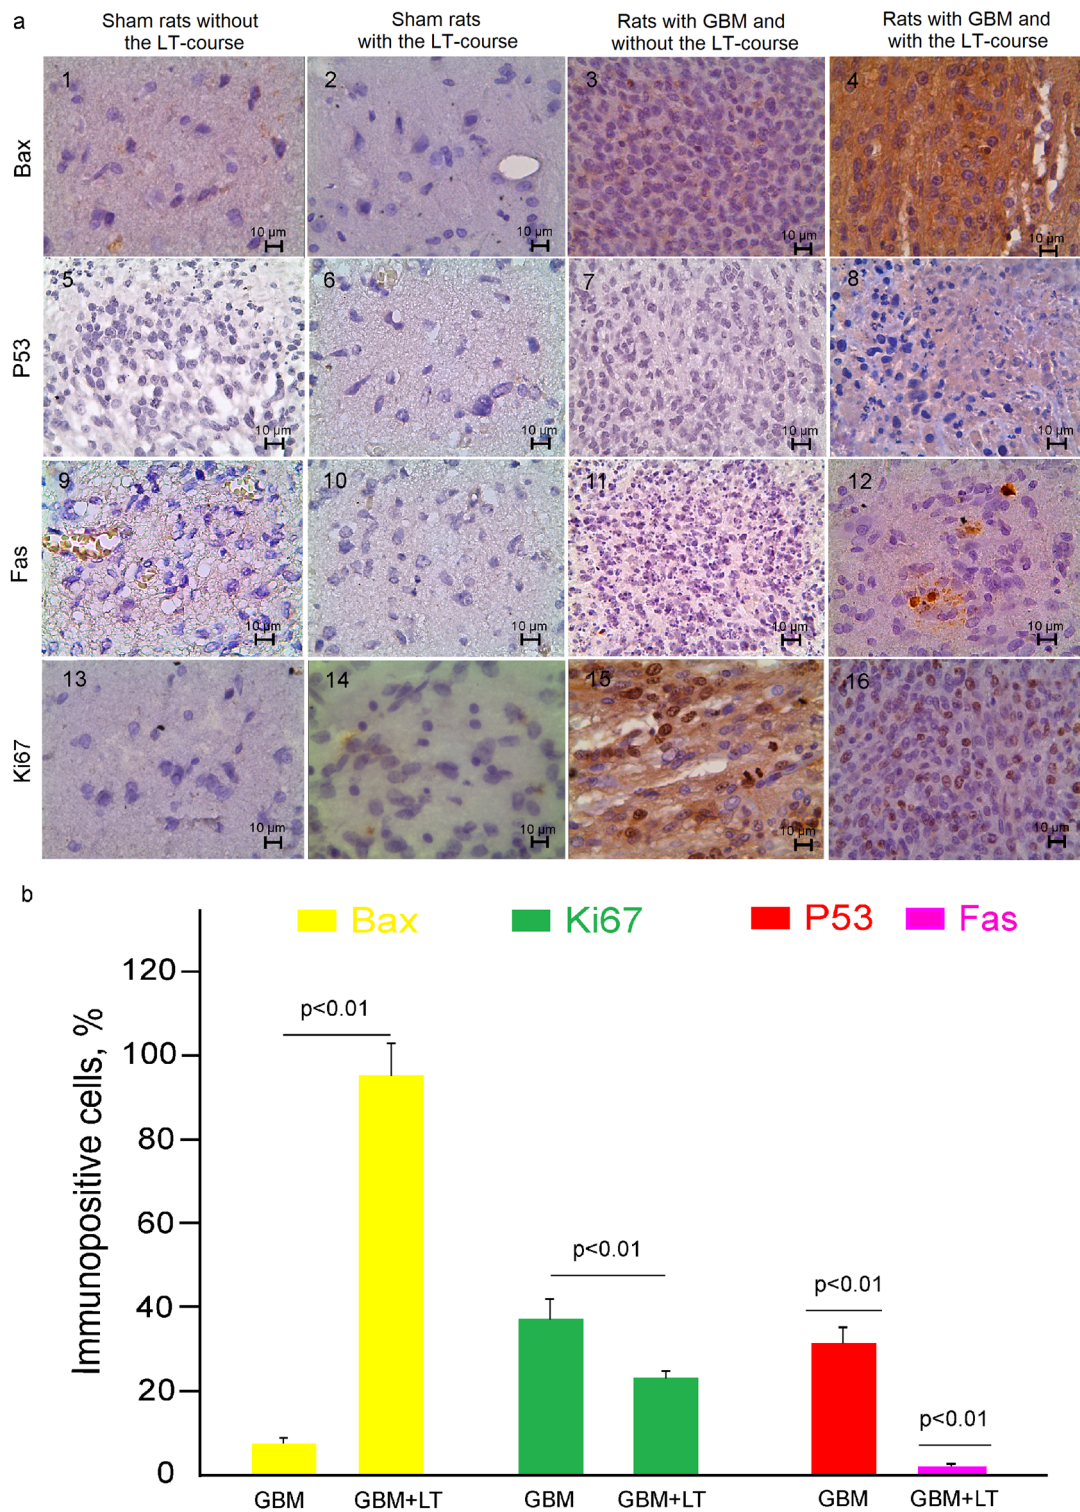 a
Sham rats without
the LT-course
Sham rats
with the LT-course
Rats with GBM and
without the LT-course
Rats with GBM and
with the LT-course
Bax
1
10 µm
2
10 µm
3
10 µm
4
10 µm
P53
5
10 µm
6
10 µm
7
10 µm
8
10 µm
Fas
9
10 µm
10
10 µm
11
10 µm
12
10 µm
Ki67
13
10 µm
14
10 µm
15
10 µm
16
10 µm
b
Bax
Ki67
P53
Fas
Immunopositive cells, %
120
100
80
60
40
20
0
p<0.01
p<0.01
p<0.01
p<0.01
GBM
GBM+LT
GBM
GBM+LT
GBM
GBM+LT